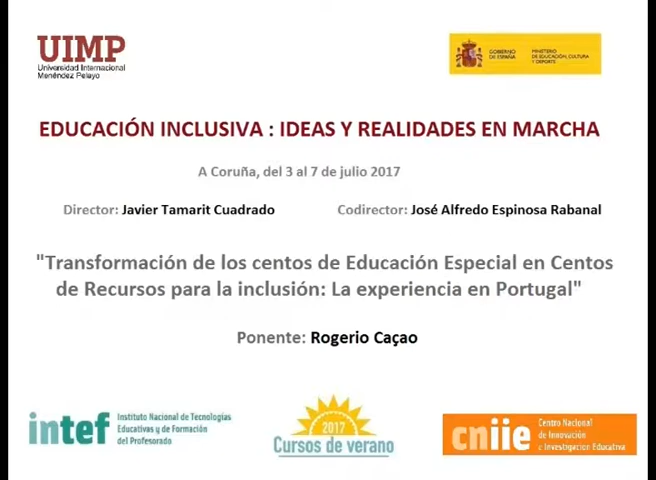 UIMP
Universidad Internacional
Menéndez Pelayo
GOBIERNO
DE ESPAÑA
MINISTERIO
DE EDUCACIÓN, CULTURA
Y DEPORTE
EDUCACIÓN INCLUSIVA : IDEAS Y REALIDADES EN MARCHA
A Coruña, del 3 al 7 de julio 2017
Director: Javier Tamarit Cuadrado
Codirector: José Alfredo Espinosa Rabanal
"Transformación de los centos de Educación Especial en Centos
de Recursos para la inclusión: La experiencia en Portugal"
Ponente: Rogerio Caçao
intef
Instituto Nacional de Tecnologías
Educativas y de Formación
del Profesorado
2017
Cursos de verano
cniie
Centro Nacional
de Innovación
e Investigación Educativa